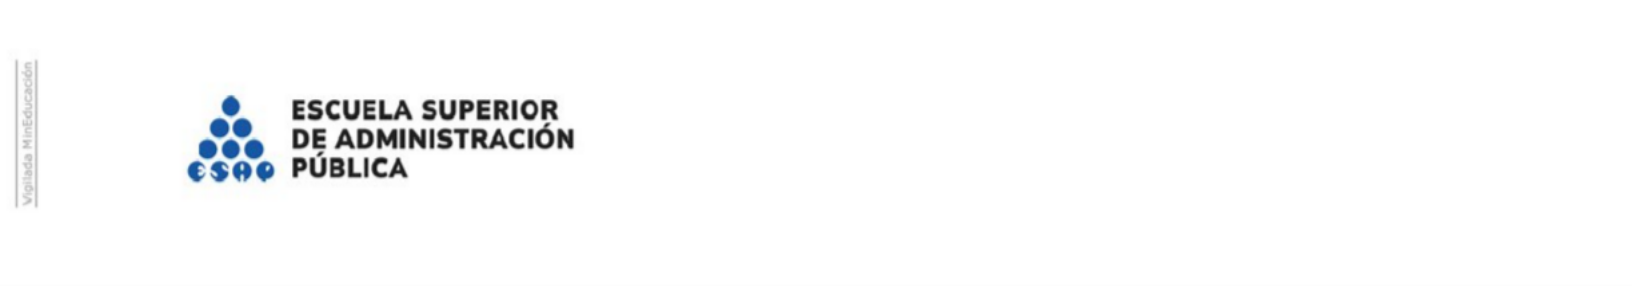 Vigilada MinEducación
ESCUELA SUPERIOR
DE ADMINISTRACIÓN
PÚBLICA
esap